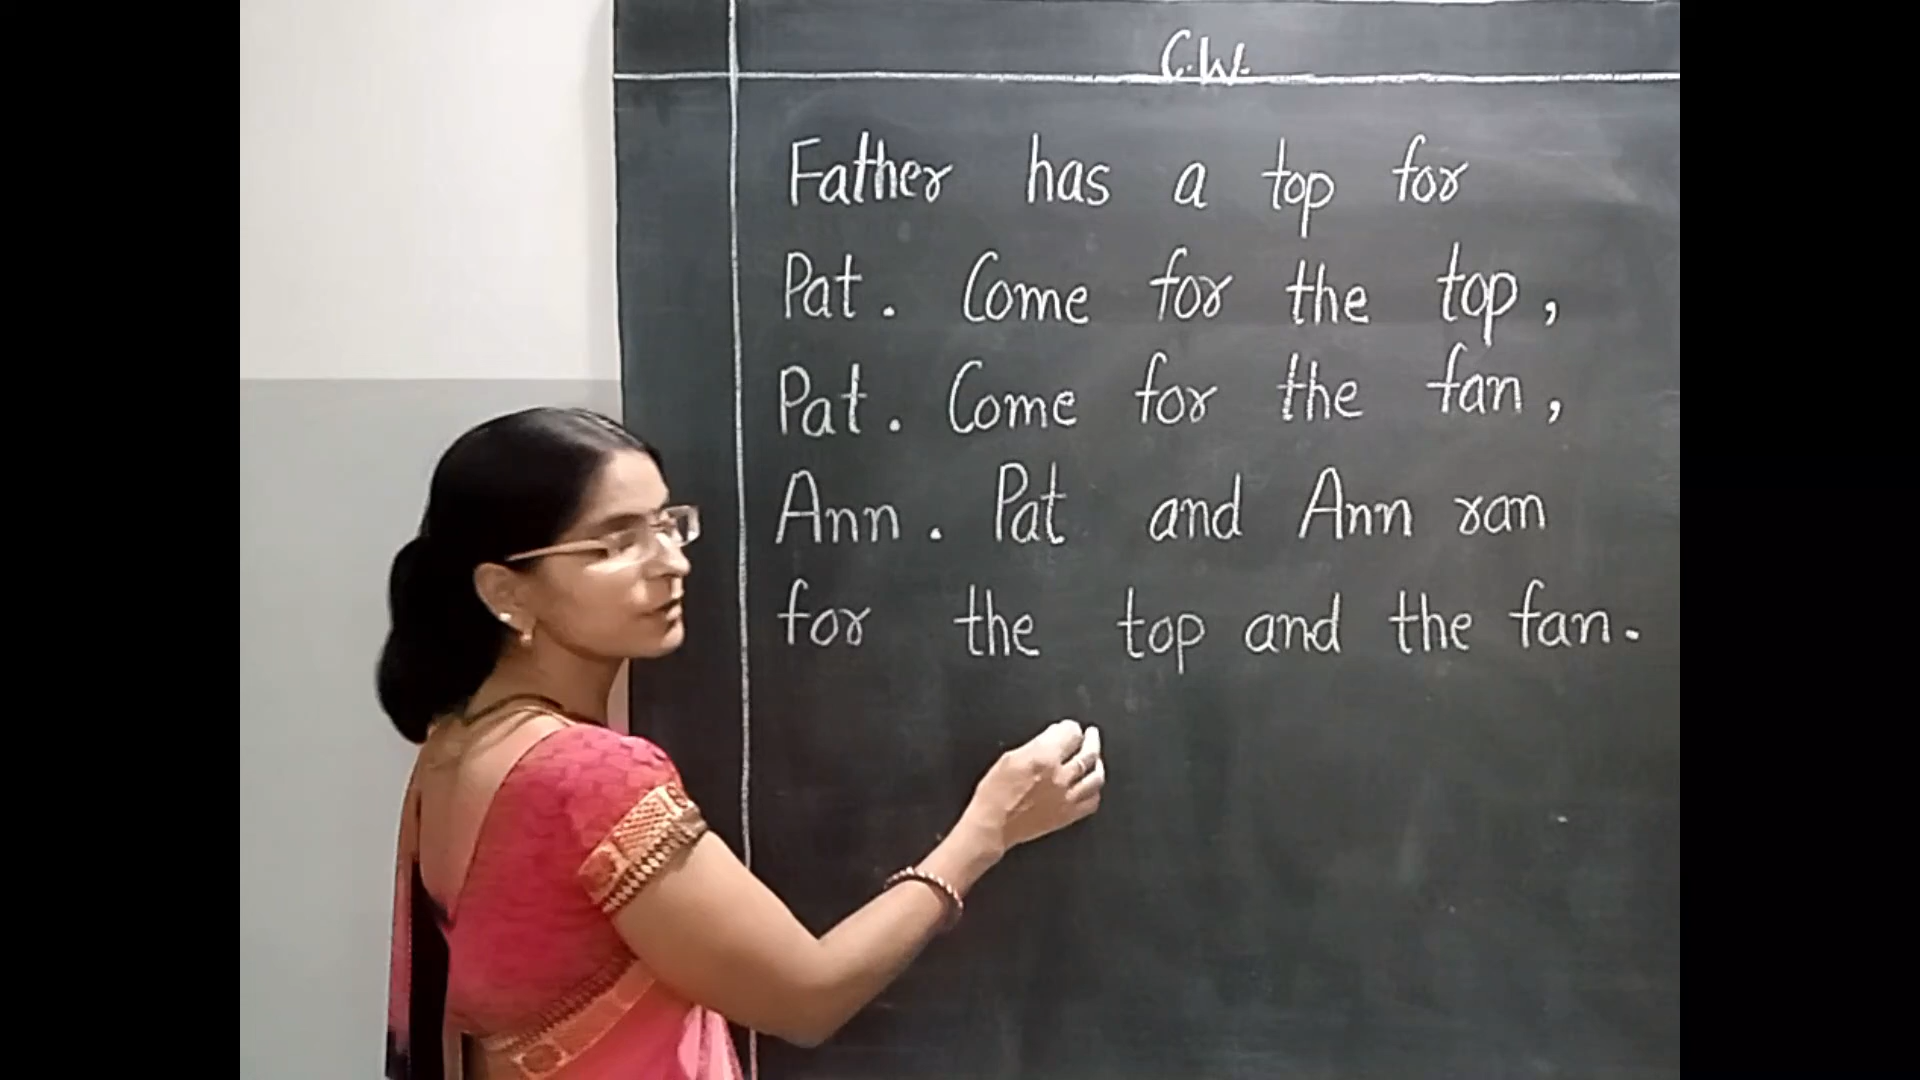 C.W.
Father has a top for
Pat. Come for the top,
Pat. Come for the fan,
Ann. Pat and Ann ran
for the top and the fan.